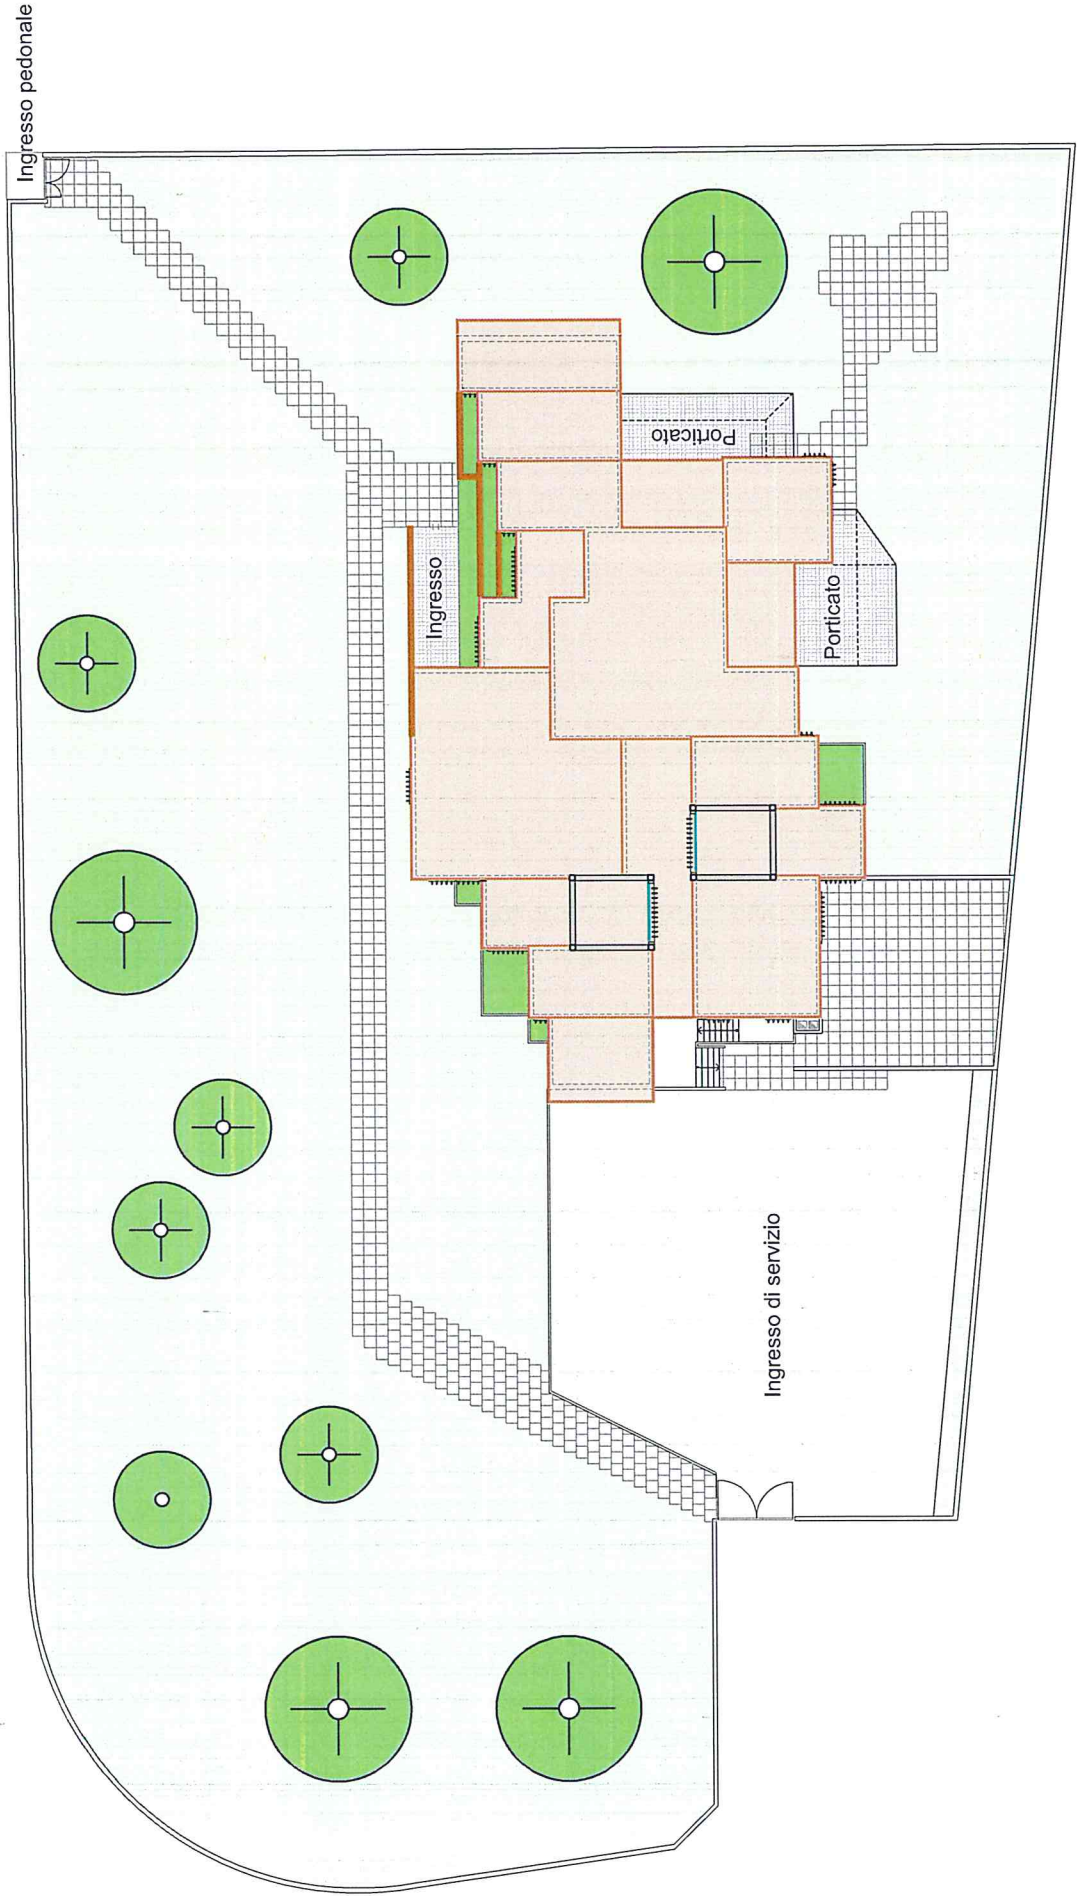 Ingresso pedonale
Porticato
Ingresso
Porticato
Ingresso di servizio